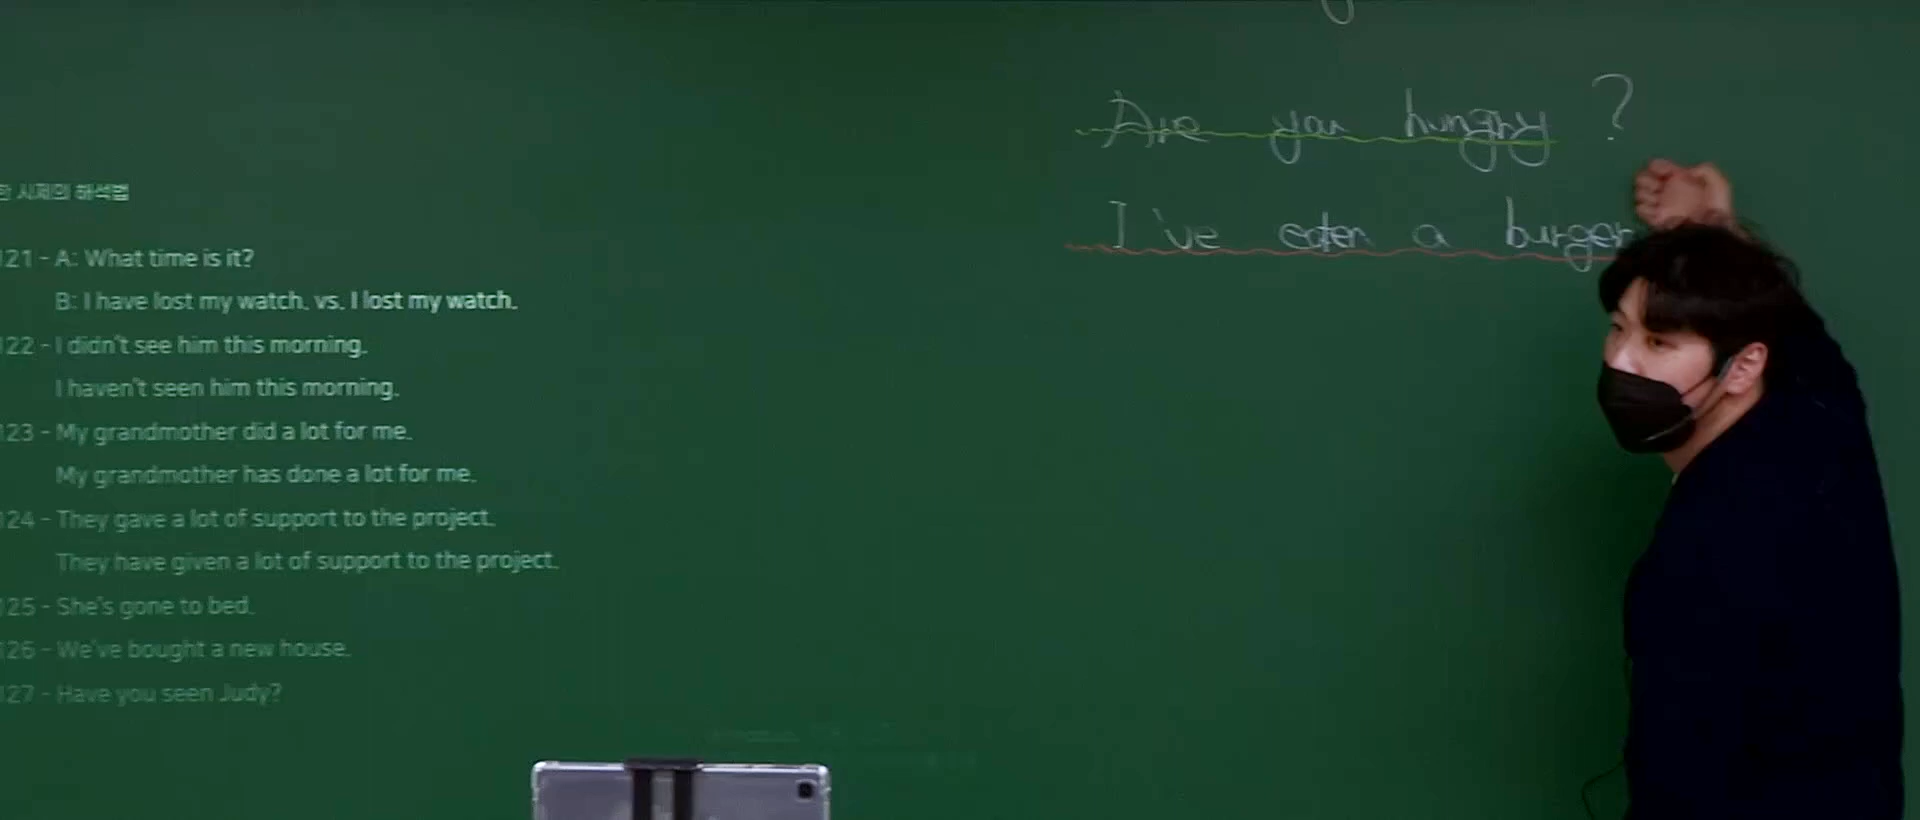 시제의 해석법
121 - A: What time is it?
B: I have lost my watch. vs. I lost my watch.
122 - I didn't see him this morning.
I haven't seen him this morning.
123 - My grandmother did a lot for me.
My grandmother has done a lot for me.
124 - They gave a lot of support to the project.
They have given a lot of support to the project.
125 - She's gone to bed.
126 - We've bought a new house.
127 - Have you seen Judy?
Are you hungry ?
I've eaten a burger